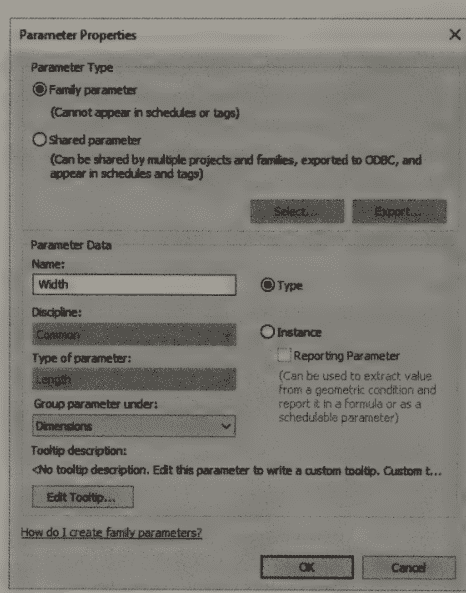 Parameter Properties
Parameter Type
Family parameter
(Cannot appear in schedules or tags)
Shared parameter
(Can be shared by multiple projects and families, exported to ODBC, and
appear in schedules and tags)
Select... Export...
Parameter Data
Name:
Width
Type
Discipline:
Common
Instance
Reporting Parameter
(Can be used to extract value
from a geometric condition and
report it in a formula or as a
schedulable parameter)
Type of parameter:
Length
Group parameter under:
Dimensions
Tooltip description:
<No tooltip description. Edit this parameter to write a custom tooltip. Custom t...
Edit Tooltip...
How do I create family parameters?
OK Cancel